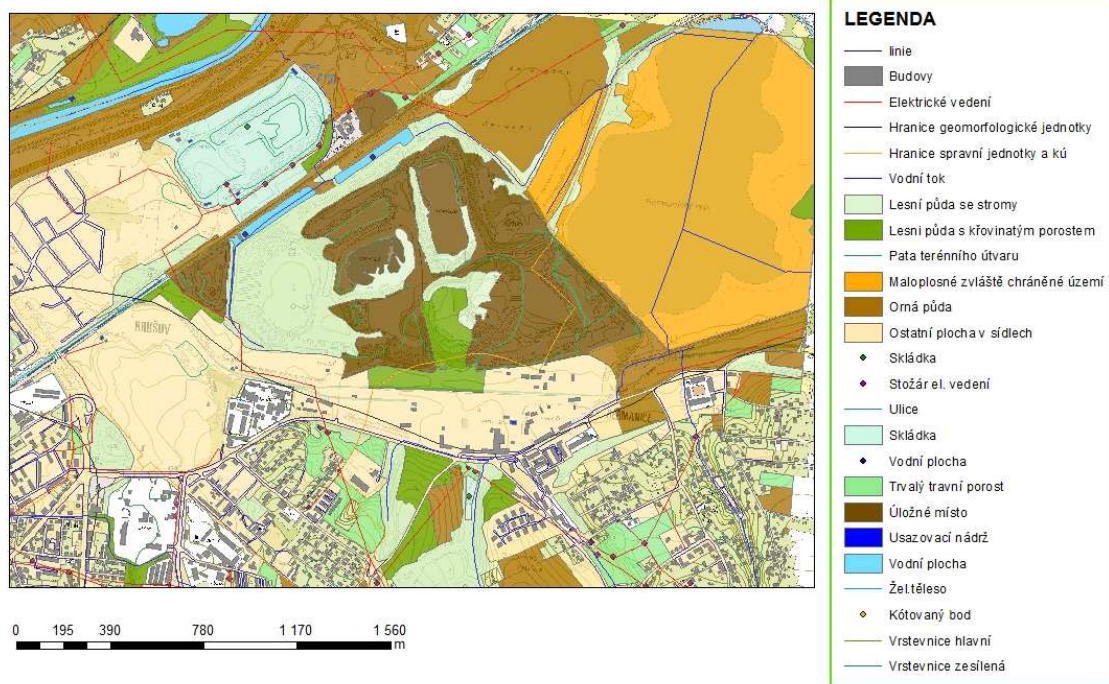 HRUŠOV
0 195 390 780 1 170 1 560
m
LEGENDA
linie
Budovy
Elektrické vedení
Hranice geomorfologické jednotky
Hranice spravní jednotky a kú
Vodní tok
Lesní půda se stromy
Lesni půda s křovinatým porostem
Pata terénního útvaru
Maloplosné zvláště chráněné území
Orná půda
Ostatní plocha v sídlech
Skládka
Stožár el. vedení
Ulice
Skládka
Vodní plocha
Trvalý travní porost
Úložné místo
Usazovací nádrž
Vodní plocha
Žel.těleso
Kótovaný bod
Vrstevnice hlavní
Vrstevnice zesílená